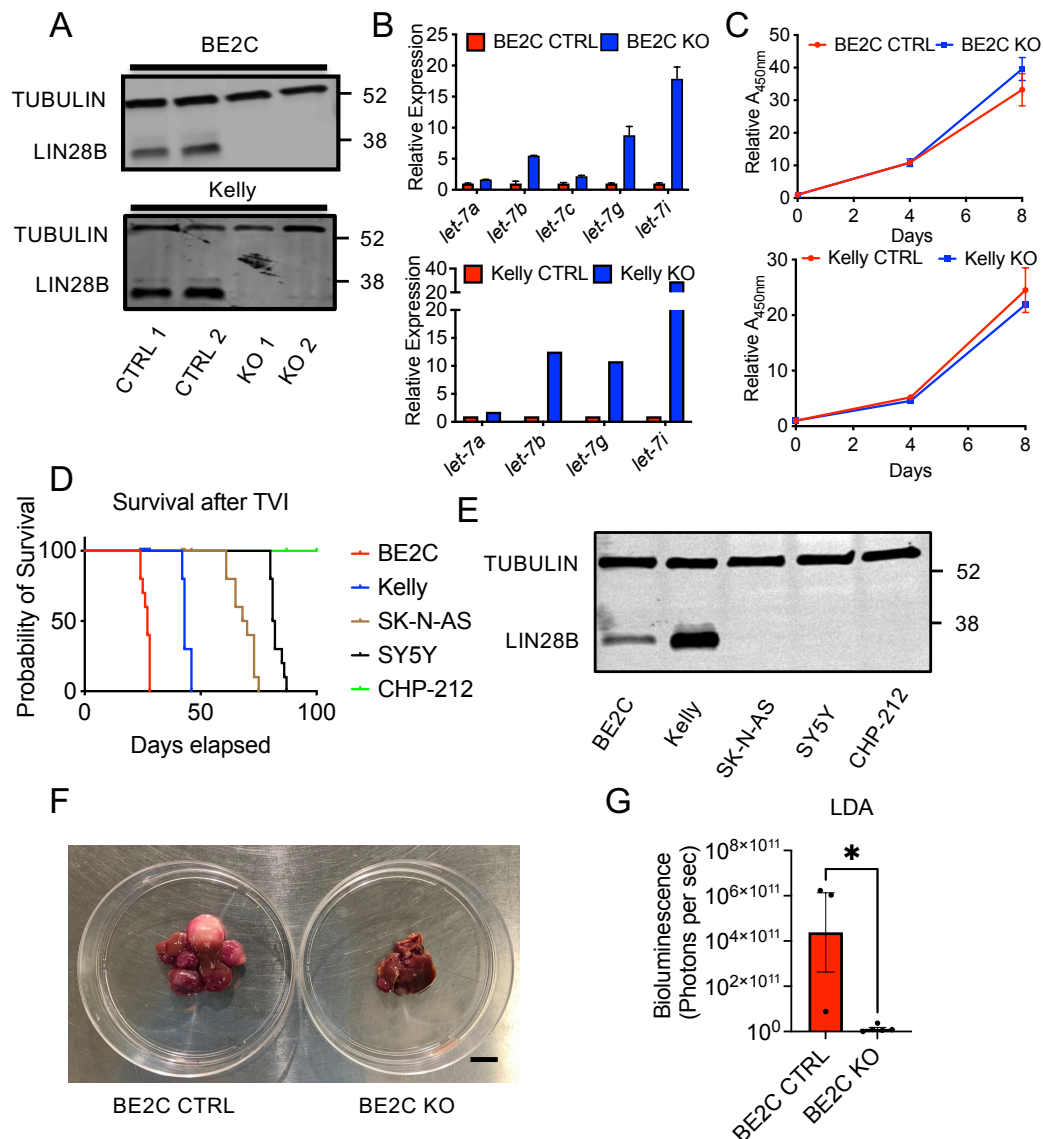 A
BE2C
TUBULIN
52
LIN28B
38
Kelly
TUBULIN
52
LIN28B
38
CTRL 1
CTRL 2
KO 1
KO 2
B
Relative Expression
BE2C CTRL
BE2C KO
25
20
15
10
5
0
let-7a
let-7b
let-7c
let-7g
let-7i
Relative Expression
Kelly CTRL
Kelly KO
40
30
20
20
15
10
5
0
let-7a
let-7b
let-7g
let-7i
C
Relative A450nm
BE2C CTRL
BE2C KO
50
40
30
20
10
0
0
4
8
Days
Relative A450nm
Kelly CTRL
Kelly KO
30
20
10
0
0
2
4
6
8
Days
D
Survival after TVI
Probability of Survival
100
50
0
0
50
100
Days elapsed
BE2C
Kelly
SK-N-AS
SY5Y
CHP-212
E
TUBULIN
52
38
LIN28B
BE2C
Kelly
SK-N-AS
SY5Y
CHP-212
F
BE2C CTRL
BE2C KO
G
LDA
Bioluminescence
(Photons per sec)
10^8×10^11
10^6×10^11
10^4×10^11
10^2×10^11
10^0
*
BE2C CTRL
BE2C KO